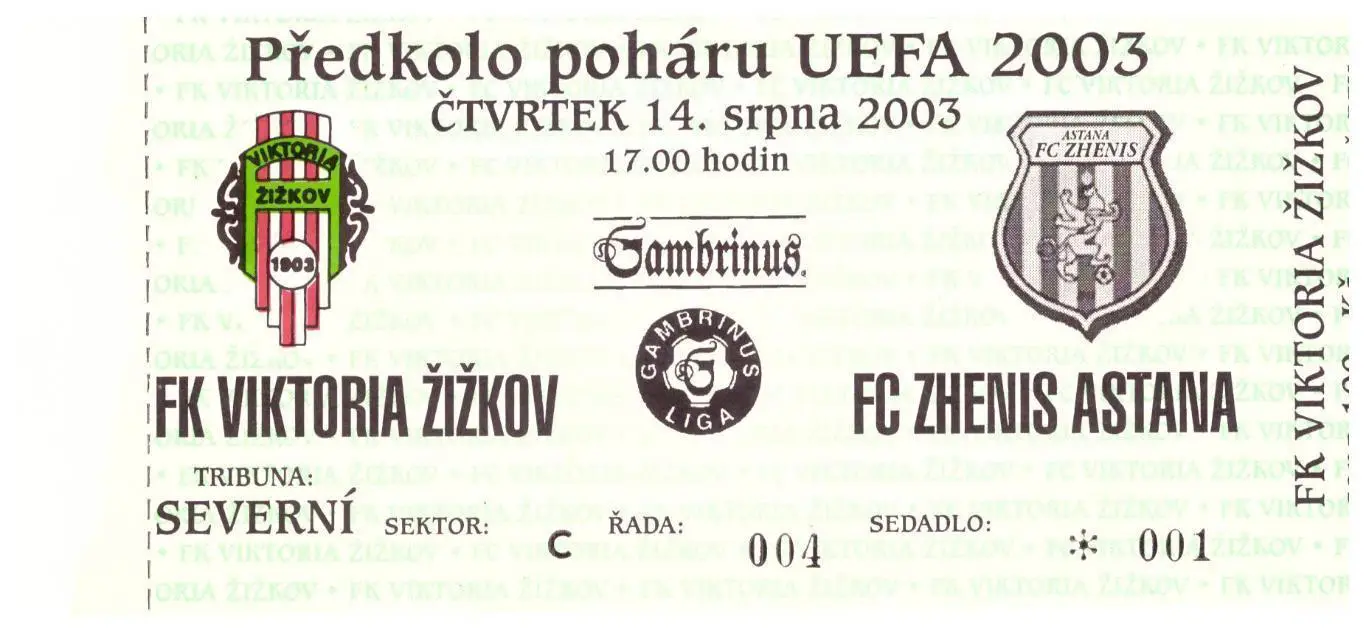 Předkolo poháru UEFA 2003
ČTVRTEK 14. srpna 2003
17.00 hodin
VIKTORIA
ŽIŽKOV
1903
ASTANA
FC ZHENIS
Gambrinus
GAMBRINUS
G
LIGA
FK VIKTORIA ŽIŽKOV
FC ZHENIS ASTANA
TRIBUNA:
SEVERNÍ
SEKTOR:
C
ŘADA:
004
SEDADLO:
* 001
FK VIKTORIA ŽIŽKOV